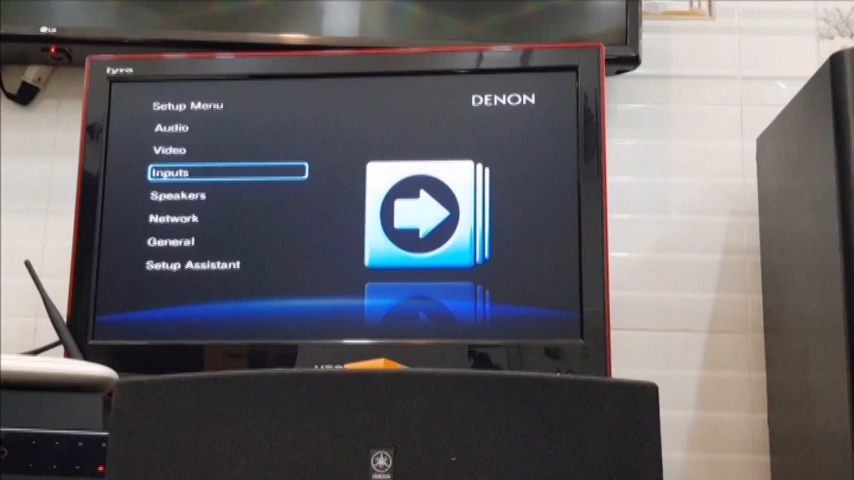 lyra
Setup Menu
DENON
Audio
Video
Inputs
Speakers
Network
General
Setup Assistant